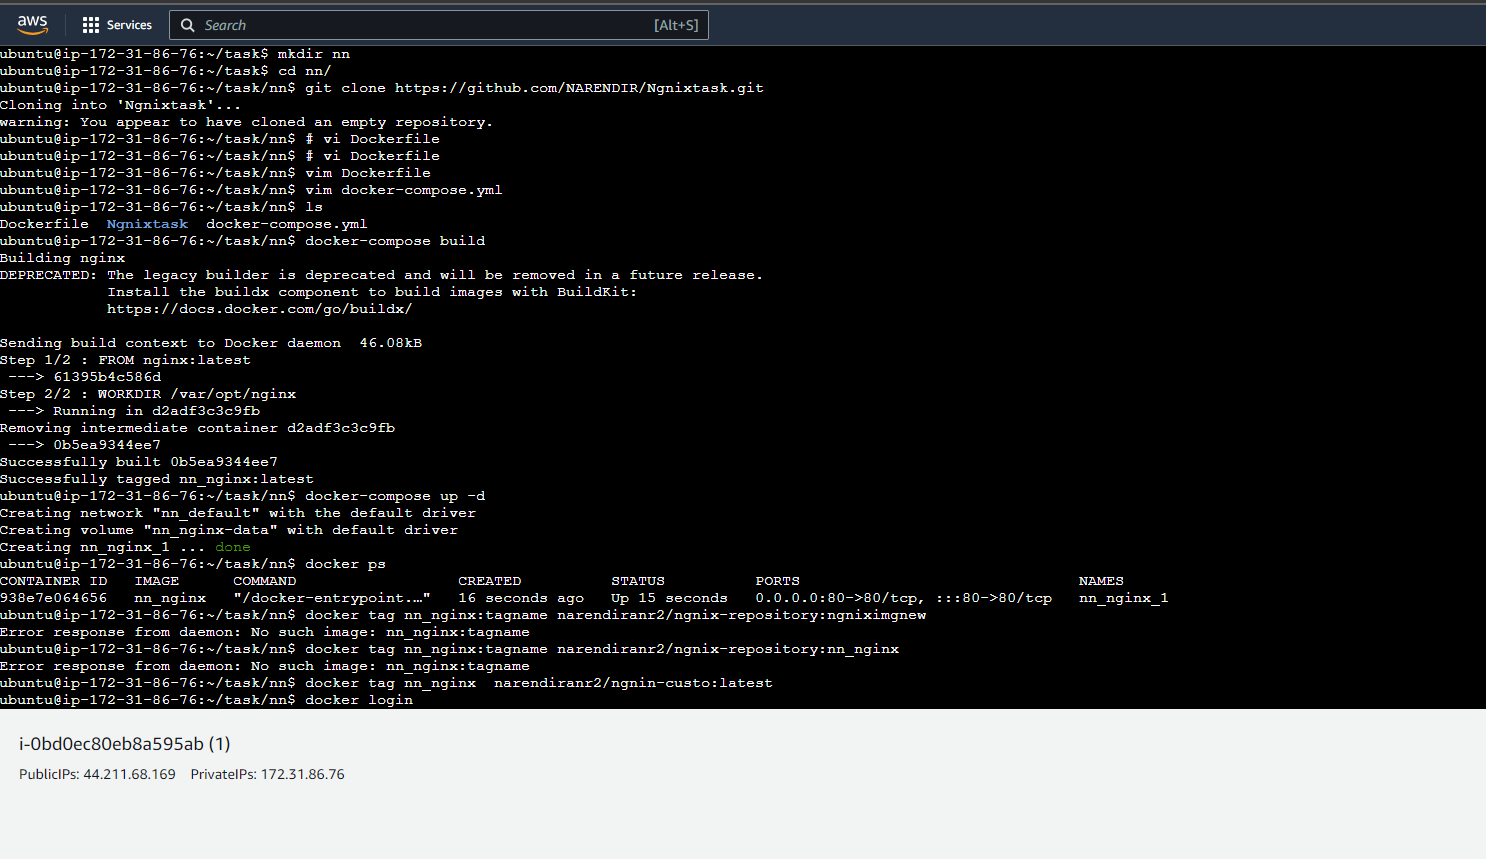 aws Services Search [Alt+S]
ubuntu@ip-172-31-86-76:~/task$ mkdir nn
ubuntu@ip-172-31-86-76:~/task$ cd nn/
ubuntu@ip-172-31-86-76:~/task/nn$ git clone https://github.com/NARENDIR/Ngnixtask.git
Cloning into 'Ngnixtask'...
warning: You appear to have cloned an empty repository.
ubuntu@ip-172-31-86-76:~/task/nn$ # vi Dockerfile
ubuntu@ip-172-31-86-76:~/task/nn$ # vi Dockerfile
ubuntu@ip-172-31-86-76:~/task/nn$ vim Dockerfile
ubuntu@ip-172-31-86-76:~/task/nn$ vim docker-compose.yml
ubuntu@ip-172-31-86-76:~/task/nn$ ls
Dockerfile  Ngnixtask  docker-compose.yml
ubuntu@ip-172-31-86-76:~/task/nn$ docker-compose build
Building nginx
DEPRECATED: The legacy builder is deprecated and will be removed in a future release.
            Install the buildx component to build images with BuildKit:
            https://docs.docker.com/go/buildx/
Sending build context to Docker daemon  46.08kB
Step 1/2 : FROM nginx:latest
 ---> 61395b4c586d
Step 2/2 : WORKDIR /var/opt/nginx
 ---> Running in d2adf3c3c9fb
Removing intermediate container d2adf3c3c9fb
 ---> 0b5ea9344ee7
Successfully built 0b5ea9344ee7
Successfully tagged nn_nginx:latest
ubuntu@ip-172-31-86-76:~/task/nn$ docker-compose up -d
Creating network "nn_default" with the default driver
Creating volume "nn_nginx-data" with default driver
Creating nn_nginx_1 ... done
ubuntu@ip-172-31-86-76:~/task/nn$ docker ps
CONTAINER ID   IMAGE      COMMAND                  CREATED          STATUS          PORTS                               NAMES
938e7e064656   nn_nginx   "/docker-entrypoint.…"   16 seconds ago   Up 15 seconds   0.0.0.0:80->80/tcp, :::80->80/tcp   nn_nginx_1
ubuntu@ip-172-31-86-76:~/task/nn$ docker tag nn_nginx:tagname narendiranr2/ngnix-repository:ngniximgnew
Error response from daemon: No such image: nn_nginx:tagname
ubuntu@ip-172-31-86-76:~/task/nn$ docker tag nn_nginx:tagname narendiranr2/ngnix-repository:nn_nginx
Error response from daemon: No such image: nn_nginx:tagname
ubuntu@ip-172-31-86-76:~/task/nn$ docker tag nn_nginx  narendiranr2/ngnin-custo:latest
ubuntu@ip-172-31-86-76:~/task/nn$ docker login
i-0bd0ec80eb8a595ab (1)
PublicIPs: 44.211.68.169 PrivateIPs: 172.31.86.76